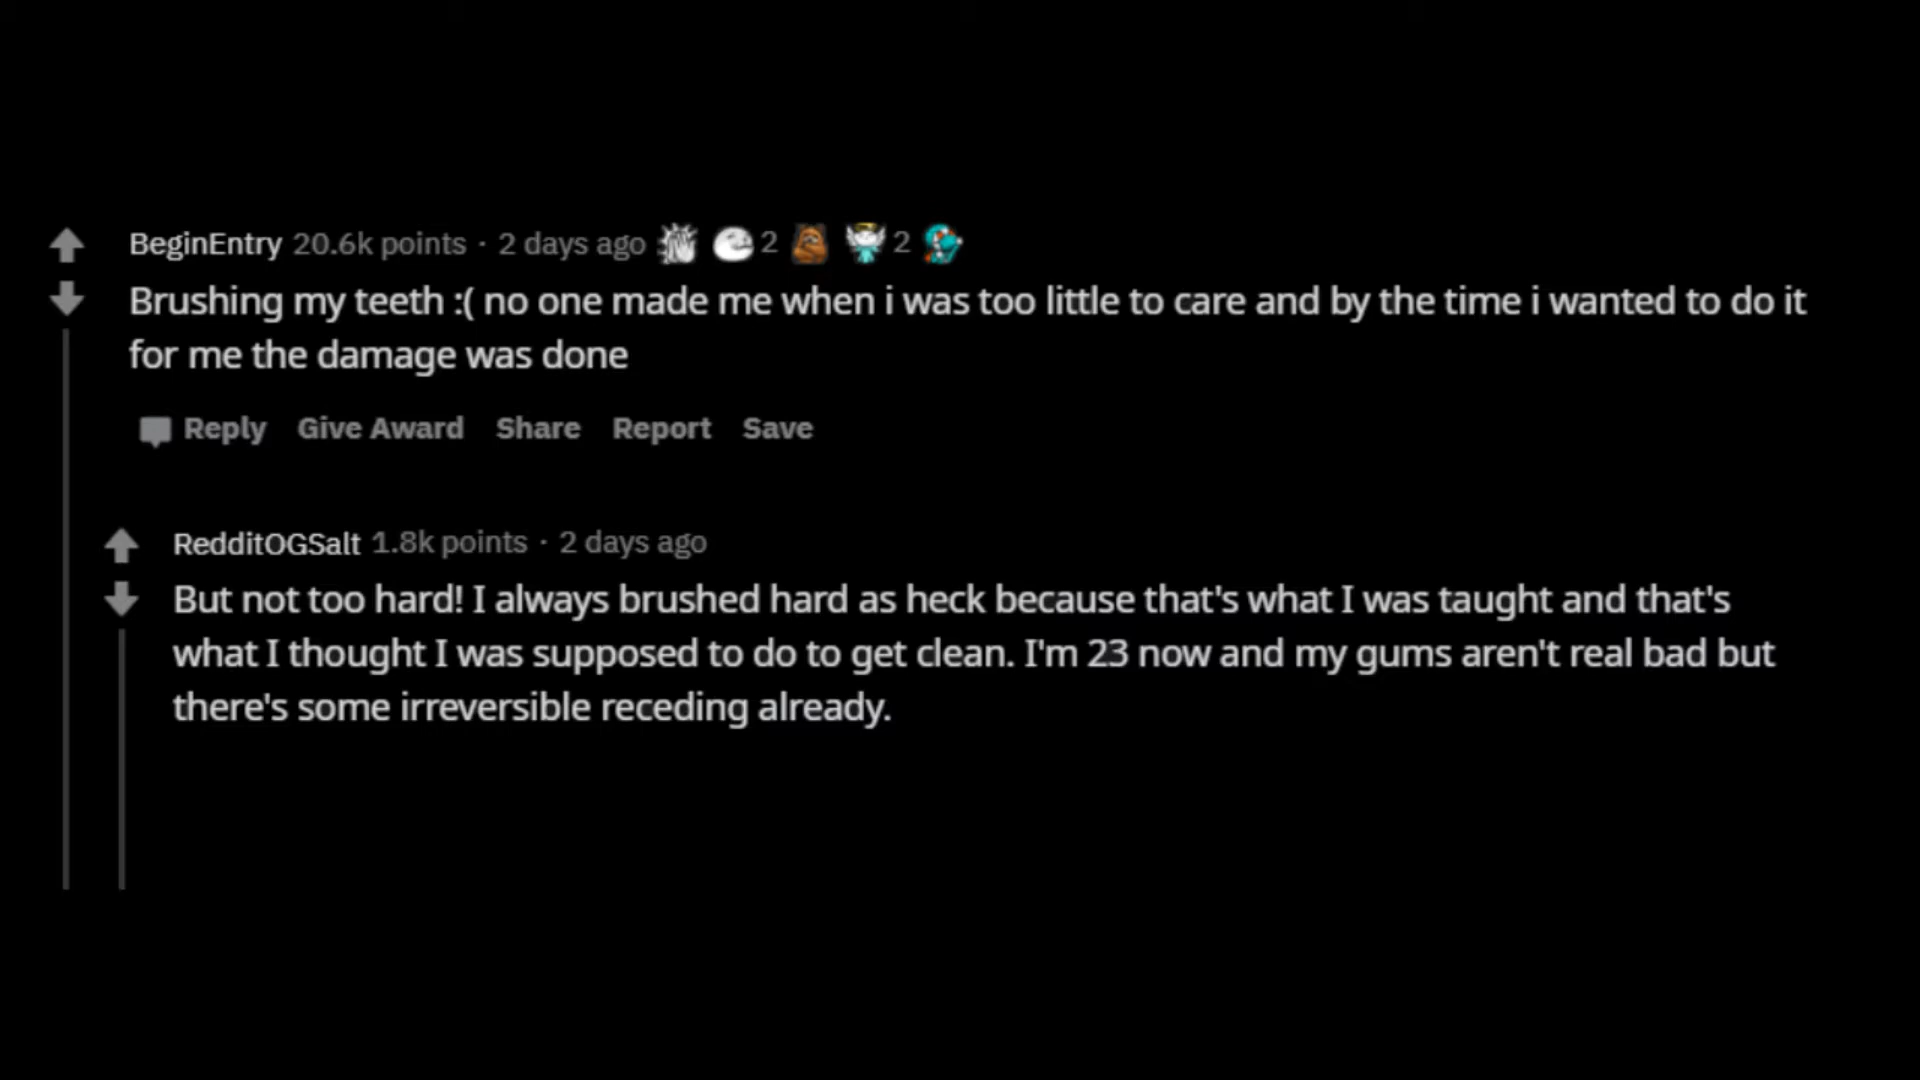 BeginEntry 20.6k points · 2 days ago 2 2
Brushing my teeth :( no one made me when i was too little to care and by the time i wanted to do it
for me the damage was done
Reply Give Award Share Report Save
RedditOGSalt 1.8k points · 2 days ago
But not too hard! I always brushed hard as heck because that's what I was taught and that's
what I thought I was supposed to do to get clean. I'm 23 now and my gums aren't real bad but
there's some irreversible receding already.